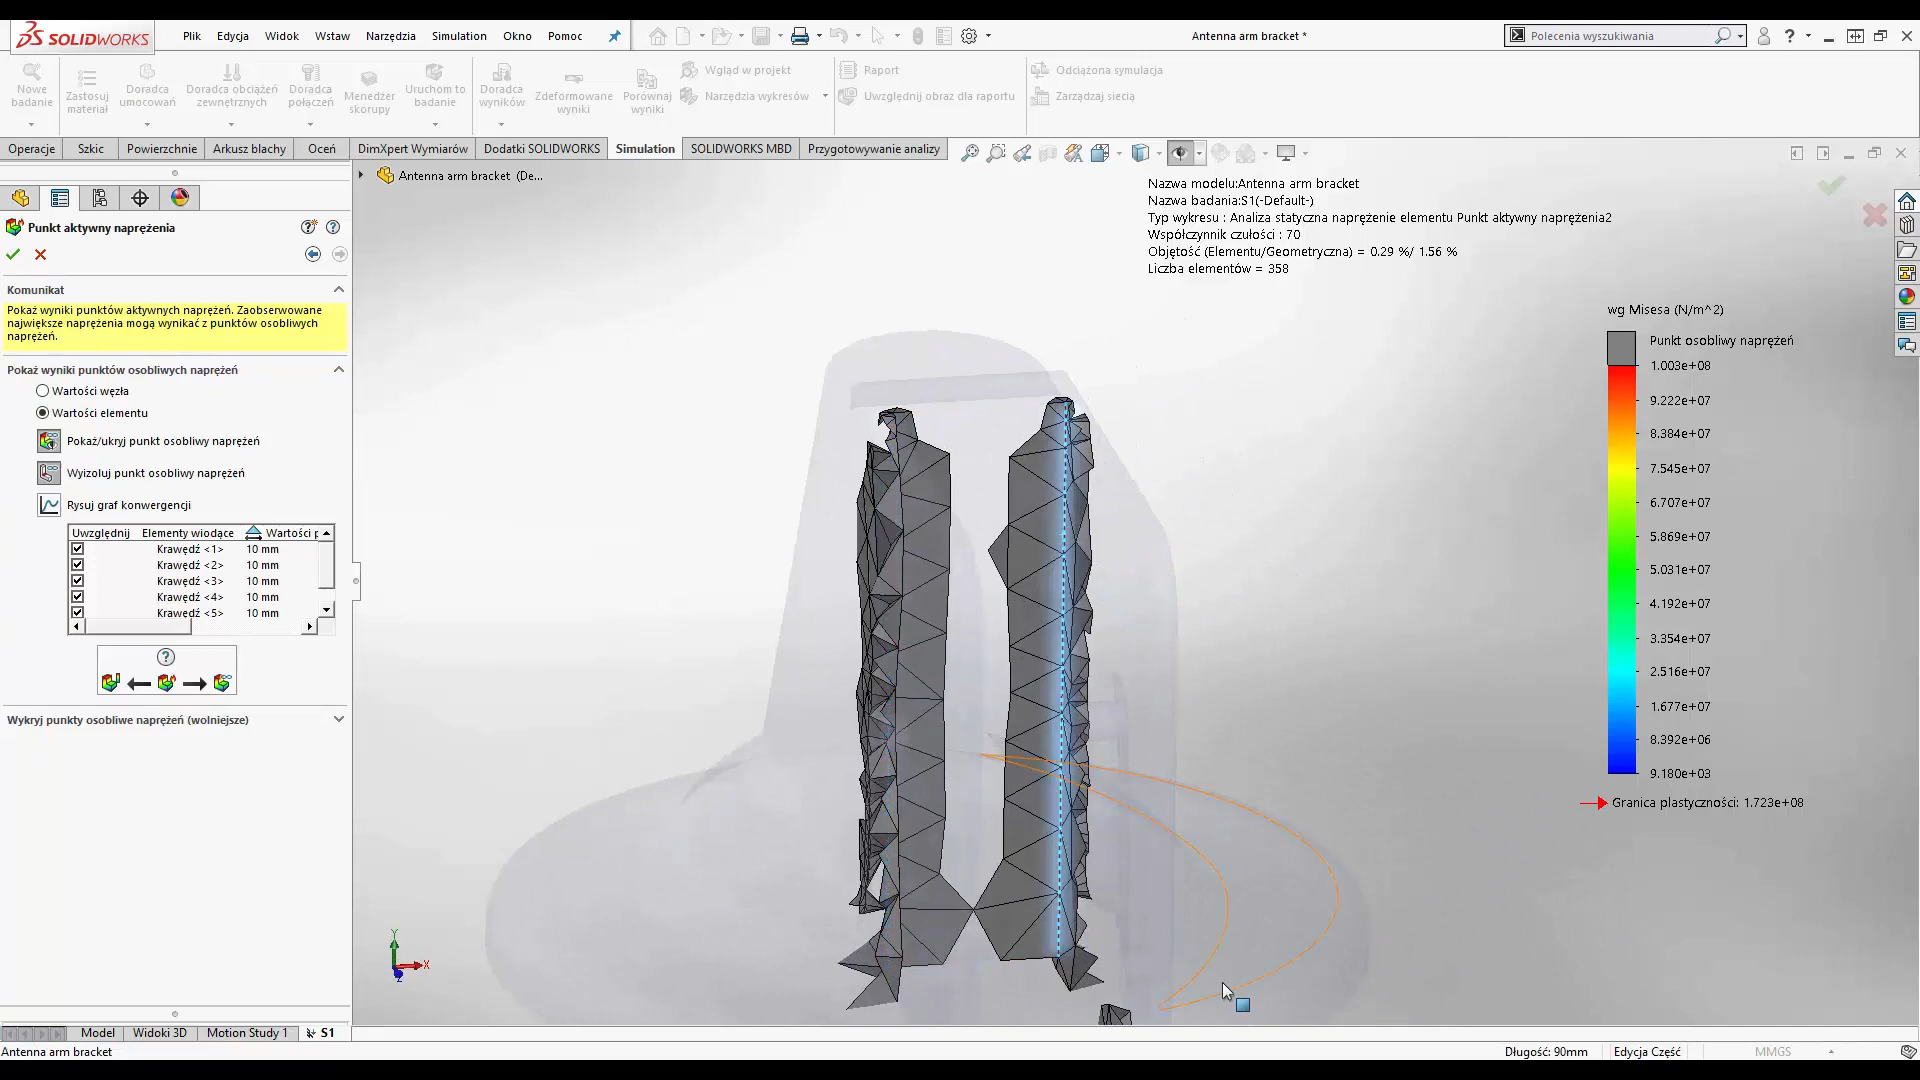 SOLIDWORKS
Plik Edycja Widok Wstaw Narzędzia Simulation Okno Pomoc
Antenna arm bracket *
Polecenia wyszukiwania
Nowe badanie
Zastosuj materiał
Doradca umocowań
Doradca obciążeń zewnętrznych
Doradca połączeń
Menedżer skorupy
Uruchom to badanie
Doradca wyników
Zdeformowane wyniki
Porównaj wyniki
Wgląd w projekt
Narzędzia wykresów
Raport
Uwzględnij obraz dla raportu
Odciążona symulacja
Zarządzaj siecią
Operacje Szkic Powierzchnie Arkusz blachy Oceń DimXpert Wymiarów Dodatki SOLIDWORKS Simulation SOLIDWORKS MBD Przygotowywanie analizy
Antenna arm bracket (De...
Punkt aktywny naprężenia
Komunikat
Pokaż wyniki punktów aktywnych naprężeń. Zaobserwowane
największe naprężenia mogą wynikać z punktów osobliwych
naprężeń.
Pokaż wyniki punktów osobliwych naprężeń
Wartości węzła
Wartości elementu
Pokaż/ukryj punkt osobliwy naprężeń
Wyizoluj punkt osobliwy naprężeń
Rysuj graf konwergencji
Uwzględnij Elementy wiodące Wartości p
Krawędź <1> 10 mm
Krawędź <2> 10 mm
Krawędź <3> 10 mm
Krawędź <4> 10 mm
Krawędź <5> 10 mm
Wykryj punkty osobliwe naprężeń (wolniejsze)
Nazwa modelu:Antenna arm bracket
Nazwa badania:S1(-Default-)
Typ wykresu : Analiza statyczna naprężenie elementu Punkt aktywny naprężenia2
Współczynnik czułości : 70
Objętość (Elementu/Geometryczna) = 0.29 %/ 1.56 %
Liczba elementów = 358
wg Misesa (N/m^2)
Punkt osobliwy naprężeń
1.003e+08
9.222e+07
8.384e+07
7.545e+07
6.707e+07
5.869e+07
5.031e+07
4.192e+07
3.354e+07
2.516e+07
1.677e+07
8.392e+06
9.180e+03
Granica plastyczności: 1.723e+08
Y
X
Z
Model Widoki 3D Motion Study 1 S1
Antenna arm bracket
Długość: 90mm Edycja Część MMGS